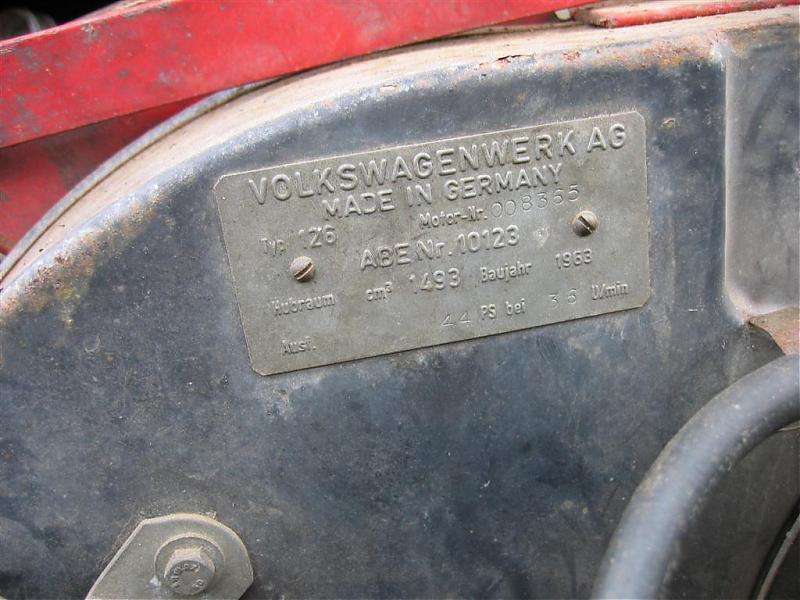 VOLKSWAGENWERK AG
MADE IN GERMANY
Motor-Nr. 008365
Typ 126
ABE Nr. 10123
Hubraum cm³ 1493 Baujahr 1963
44 PS bei 36 U/min
Ausf.